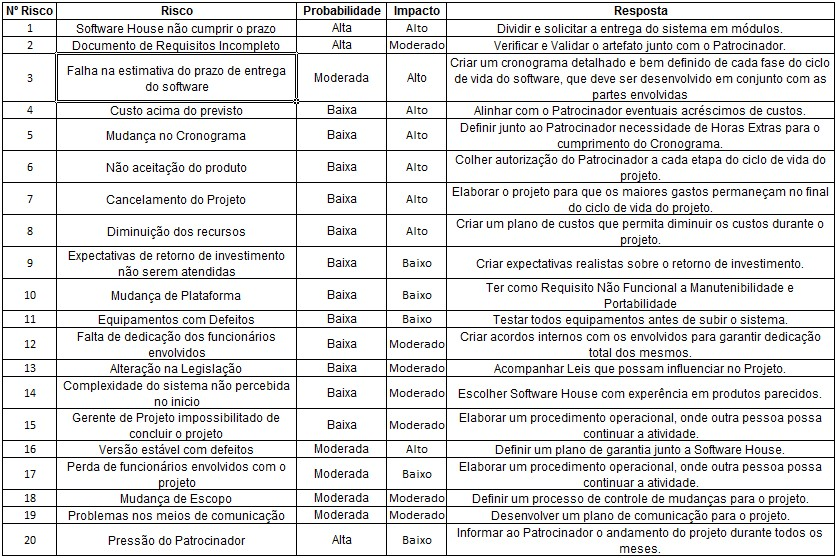 Nº Risco Risco Probabilidade Impacto Resposta
1 Software House não cumprir o prazo Alta Alto Dividir e solicitar a entrega do sistema em módulos.
2 Documento de Requisitos Incompleto Alta Moderado Verificar e Validar o artefato junto com o Patrocinador.
3 Falha na estimativa do prazo de entrega
do software Moderada Alto Criar um cronograma detalhado e bem definido de cada fase do ciclo
de vida do software, que deve ser desenvolvido em conjunto com as
partes envolvidas
4 Custo acima do previsto Baixa Alto Alinhar com o Patrocinador eventuais acréscimos de custos.
5 Mudança no Cronograma Baixa Alto Definir junto ao Patrocinador necessidade de Horas Extras para o
cumprimento do Cronograma.
6 Não aceitação do produto Baixa Alto Colher autorização do Patrocinador a cada etapa do ciclo de vida do
projeto.
7 Cancelamento do Projeto Baixa Alto Elaborar o projeto para que os maiores gastos permaneçam no final
do ciclo de vida do projeto.
8 Diminuição dos recursos Baixa Alto Criar um plano de custos que permita diminuir os custos durante o
projeto.
9 Expectativas de retorno de investimento
não serem atendidas Baixa Baixo Criar expectativas realistas sobre o retorno de investimento.
10 Mudança de Plataforma Baixa Baixo Ter como Requisito Não Funcional a Manutenibilidade e
Portabilidade
11 Equipamentos com Defeitos Baixa Baixo Testar todos equipamentos antes de subir o sistema.
12 Falta de dedicação dos funcionários
envolvidos Baixa Moderado Criar acordos internos com os envolvidos para garantir dedicação
total dos mesmos.
13 Alteração na Legislação Baixa Moderado Acompanhar Leis que possam influenciar no Projeto.
14 Complexidade do sistema não percebida
no inicio Baixa Moderado Escolher Software House com experência em produtos parecidos.
15 Gerente de Projeto impossibilitado de
concluir o projeto Baixa Moderado Elaborar um procedimento operacional, onde outra pessoa possa
continuar a atividade.
16 Versão estável com defeitos Moderada Alto Definir um plano de garantia junto a Software House.
17 Perda de funcionários envolvidos com o
projeto Moderada Baixo Elaborar um procedimento operacional, onde outra pessoa possa
continuar a atividade.
18 Mudança de Escopo Moderada Moderado Definir um processo de controle de mudanças para o projeto.
19 Problemas nos meios de comunicação Moderada Moderado Desenvolver um plano de comunicação para o projeto.
20 Pressão do Patrocinador Alta Baixo Informar ao Patrocinador o andamento do projeto durante todos os
meses.